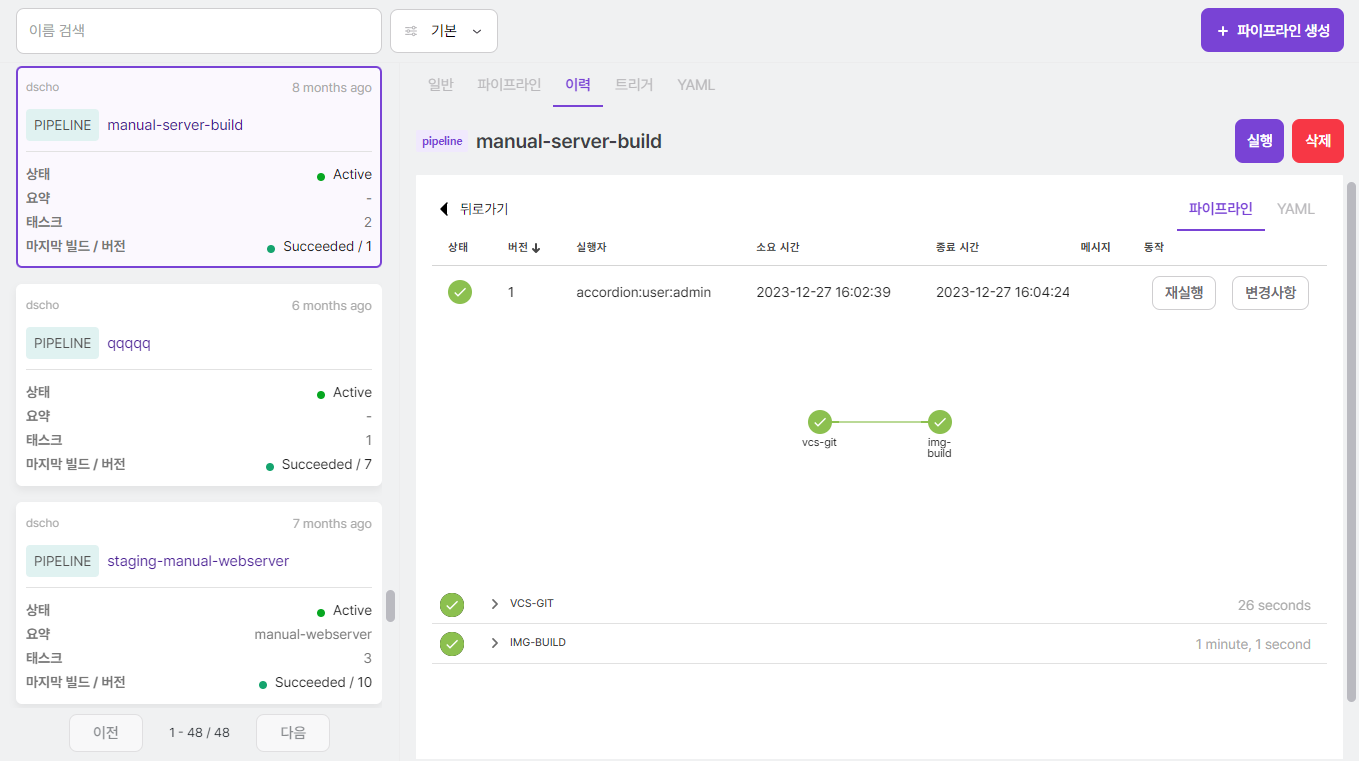 이름 검색
기본
+ 파이프라인 생성
dscho 8 months ago
PIPELINE manual-server-build
상태 Active
요약 -
태스크 2
마지막 빌드 / 버전 Succeeded / 1
dscho 6 months ago
PIPELINE qqqqq
상태 Active
요약 -
태스크 1
마지막 빌드 / 버전 Succeeded / 7
dscho 7 months ago
PIPELINE staging-manual-webserver
상태 Active
요약 manual-webserver
태스크 3
마지막 빌드 / 버전 Succeeded / 10
이전 1 - 48 / 48 다음
일반 파이프라인 이력 트리거 YAML
pipeline manual-server-build 실행 삭제
뒤로가기 파이프라인 YAML
상태 버전 실행자 소요 시간 종료 시간 메시지 동작
1 accordion:user:admin 2023-12-27 16:02:39 2023-12-27 16:04:24 재실행 변경사항
vcs-git img-
build
VCS-GIT 26 seconds
IMG-BUILD 1 minute, 1 second